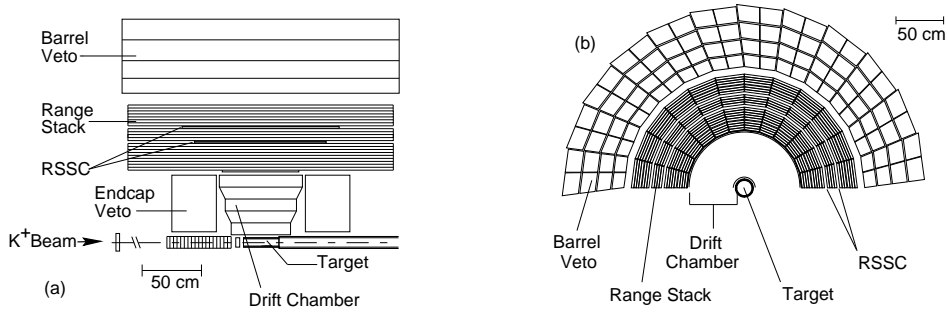 Barrel
Veto
Range
Stack
RSSC
Endcap
Veto
K+Beam
50 cm
(a)
Target
Drift Chamber
(b)
50 cm
Barrel
Veto
Drift
Chamber
RSSC
Range Stack
Target